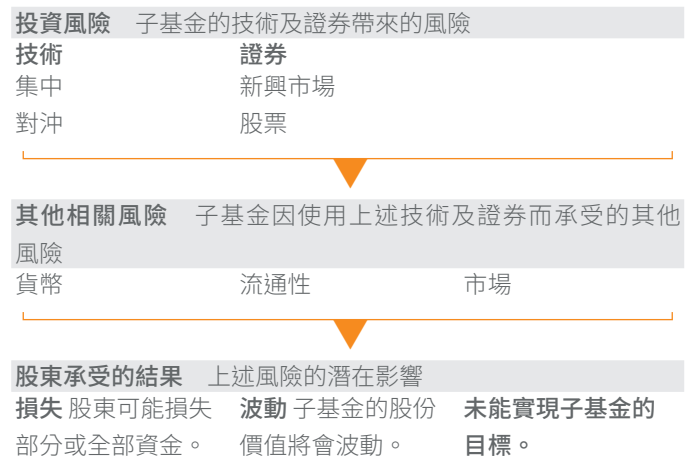 投資風險 子基金的技術及證券帶來的風險
技術 證券
集中 新興市場
對沖 股票
其他相關風險 子基金因使用上述技術及證券而承受的其他
風險
貨幣 流通性 市場
股東承受的結果 上述風險的潛在影響
損失 股東可能損失 波動 子基金的股份 未能實現子基金的
部分或全部資金。 價值將會波動。 目標。